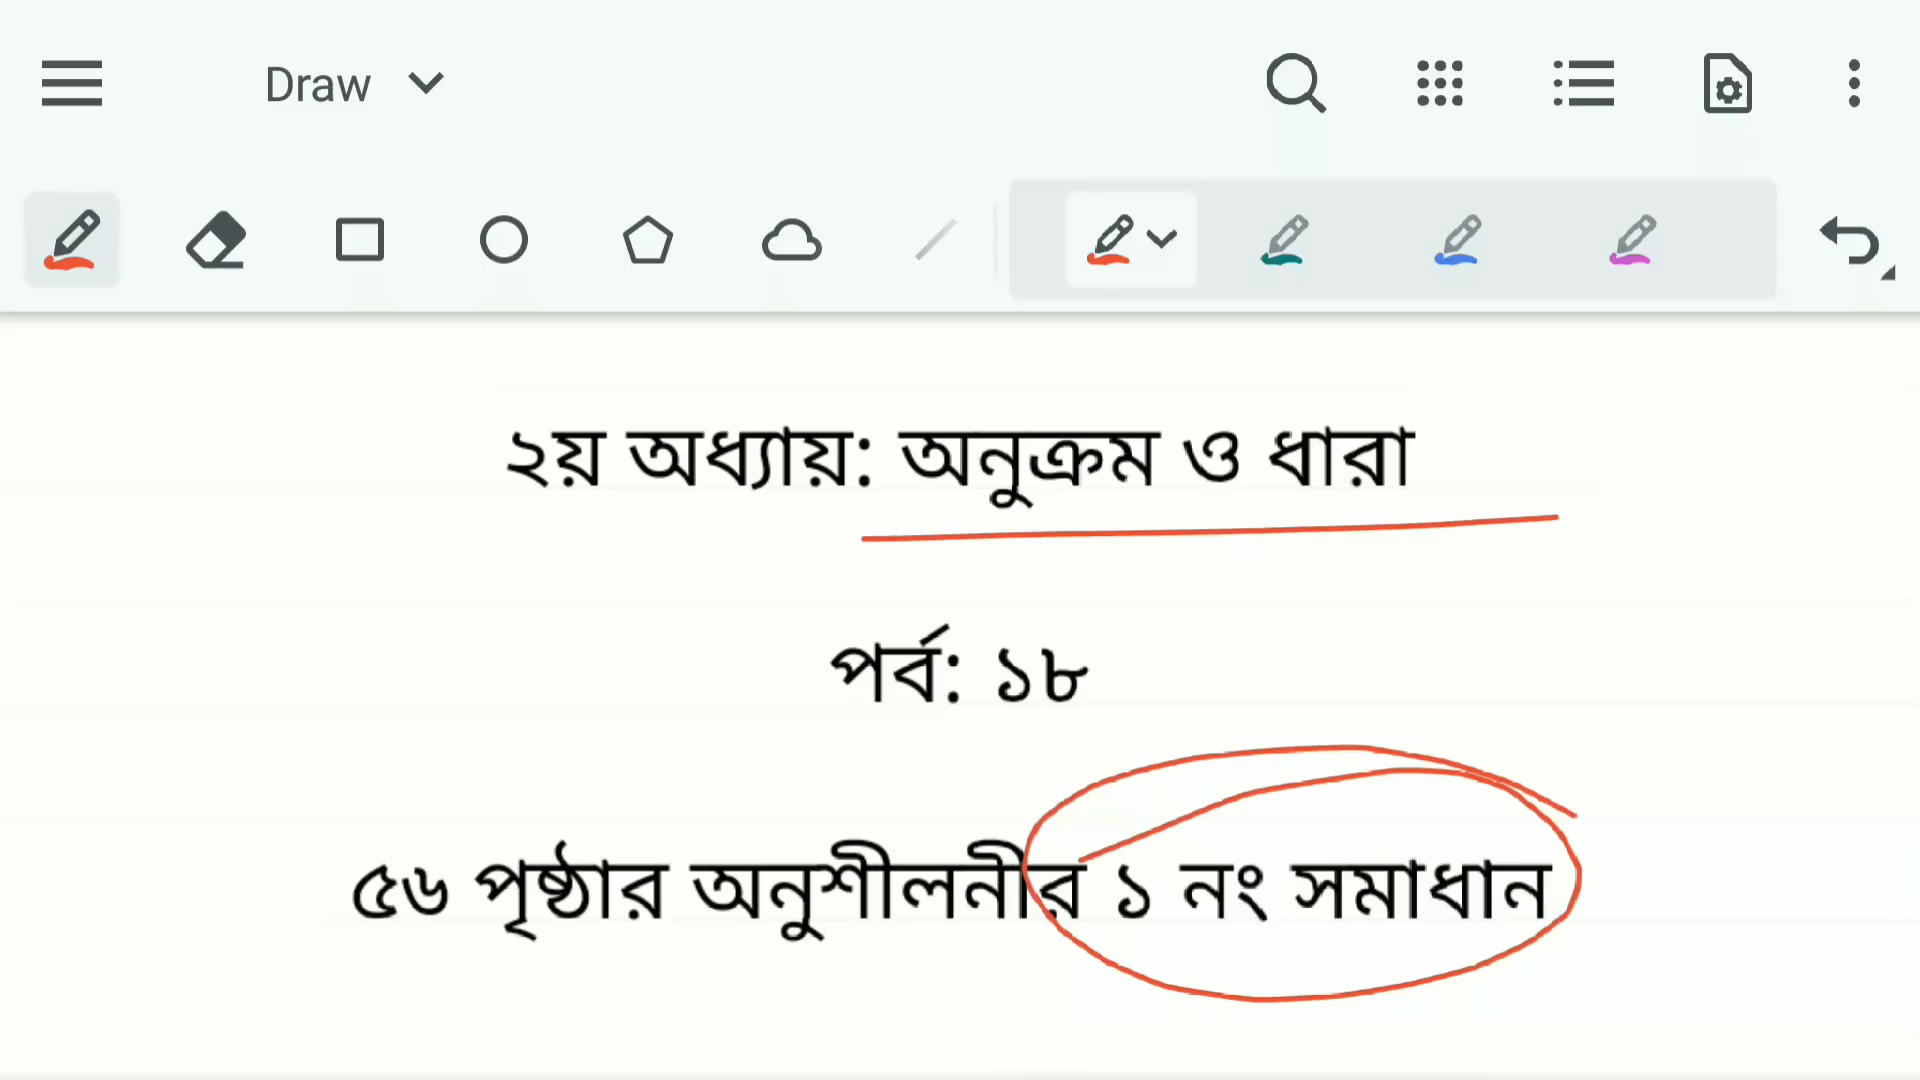 Draw
২য় অধ্যায়: অনুক্রম ও ধারা
পর্ব: ১৮
৫৬ পৃষ্ঠার অনুশীলনীর ১ নং সমাধান